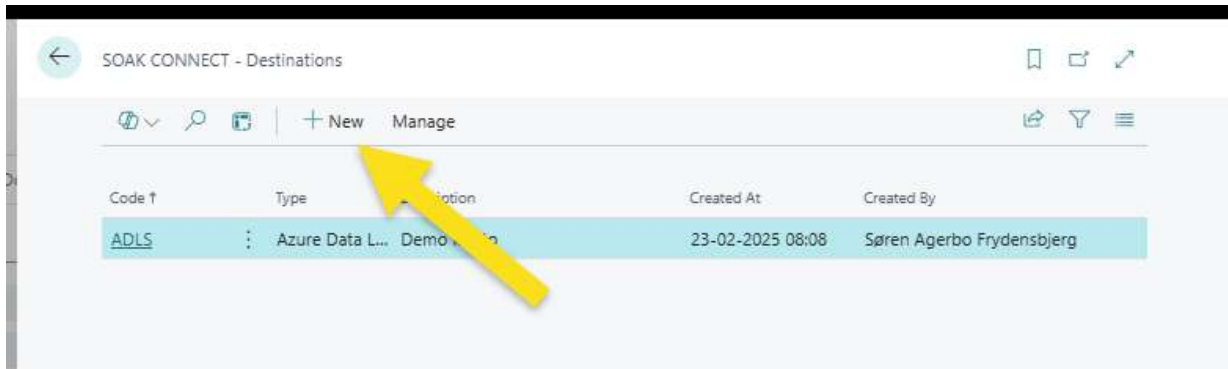 SOAK CONNECT - Destinations
+ New Manage
Code ↑ Type Created At Created By
ADLS Azure Data L... Demo 23-02-2025 08:08 Søren Agerbo Frydensbjerg